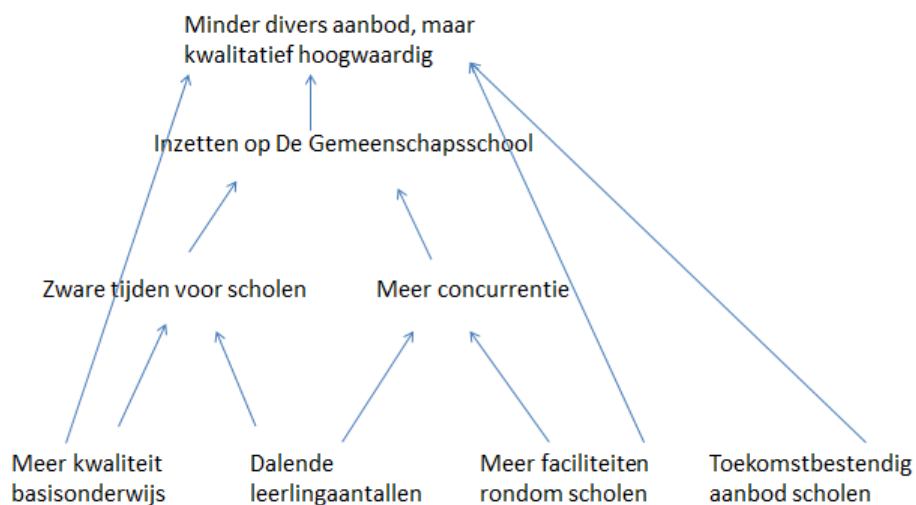 Minder divers aanbod, maar
kwalitatief hoogwaardig
Inzetten op De Gemeenschapsschool
Zware tijden voor scholen
Meer concurrentie
Meer kwaliteit
basisonderwijs
Dalende
leerlingaantallen
Meer faciliteiten
rondom scholen
Toekomstbestendig
aanbod scholen